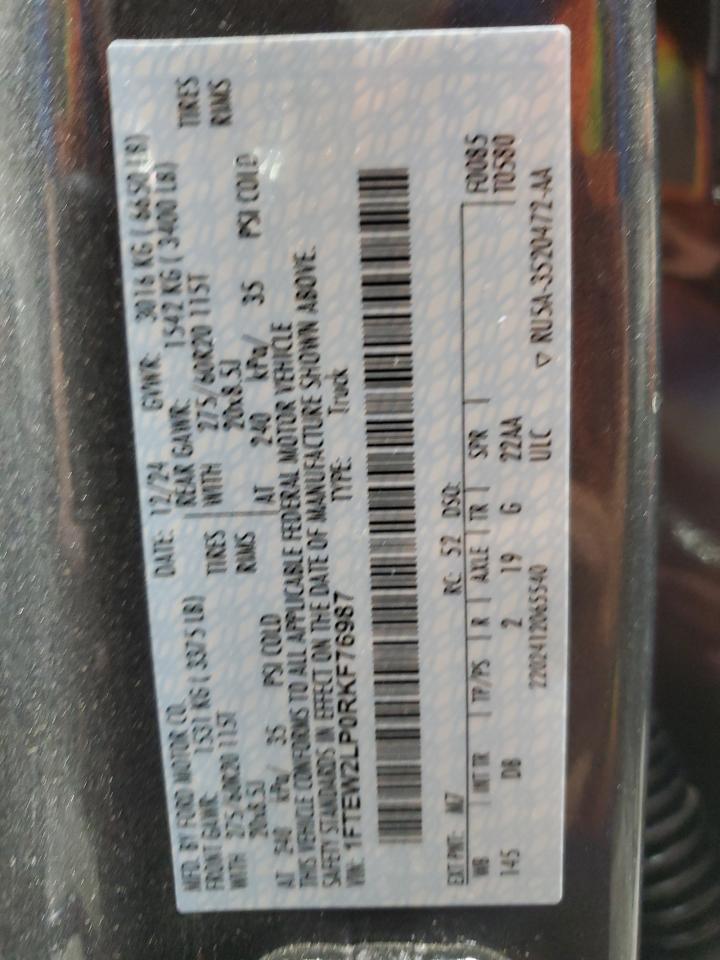 MFD. BY FORD MOTOR CO. DATE: 12/24 GVWR: 3016 KG ( 6650 LB)
FRONT GAWR: 1531 KG ( 3375 LB) REAR GAWR: 1542 KG ( 3400 LB)
WITH 275/60R20 115T TIRES WITH 275/60R20 115T TIRES
20x8.5J RIMS 20x8.5J RIMS
AT 240 kPa/ 35 PSI COLD AT 240 kPa/ 35 PSI COLD
THIS VEHICLE CONFORMS TO ALL APPLICABLE FEDERAL MOTOR VEHICLE
SAFETY STANDARDS IN EFFECT ON THE DATE OF MANUFACTURE SHOWN ABOVE.
VIN: 1FTEW2LP0RKF76987 TYPE: Truck
EXT PNT: M7 RC: 52 DSO: F0085
WB INT TR TP/PS R AXLE TR SPR T0580
145 DB 2 19 G 22AA
2202412065540 ULC ▽ RU5A-3520472-AA